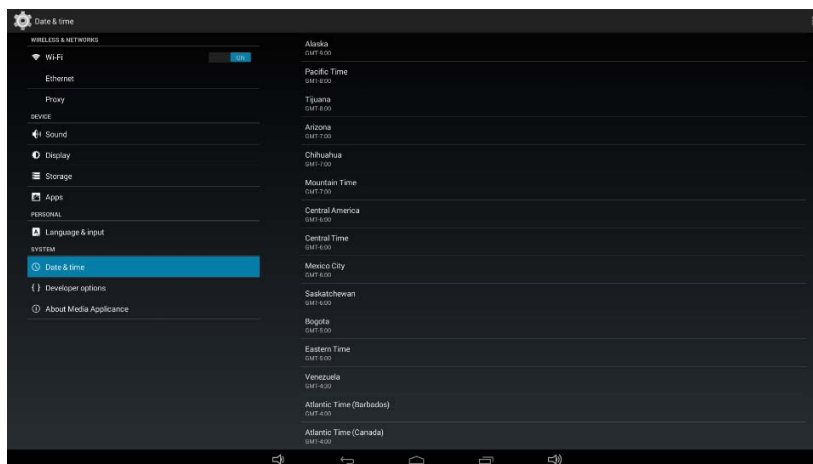 Date & time
WIRELESS & NETWORKS
Wi-Fi
ON
Ethernet
Proxy
DEVICE
Sound
Display
Storage
Apps
PERSONAL
Language & input
SYSTEM
Date & time
{ } Developer options
About Media Applicance
Alaska
GMT-9:00
Pacific Time
GMT-8:00
Tijuana
GMT-8:00
Arizona
GMT-7:00
Chihuahua
GMT-7:00
Mountain Time
GMT-7:00
Central America
GMT-6:00
Central Time
GMT-6:00
Mexico City
GMT-6:00
Saskatchewan
GMT-6:00
Bogota
GMT-5:00
Eastern Time
GMT-5:00
Venezuela
GMT-4:30
Atlantic Time (Barbados)
GMT-4:00
Atlantic Time (Canada)
GMT-4:00